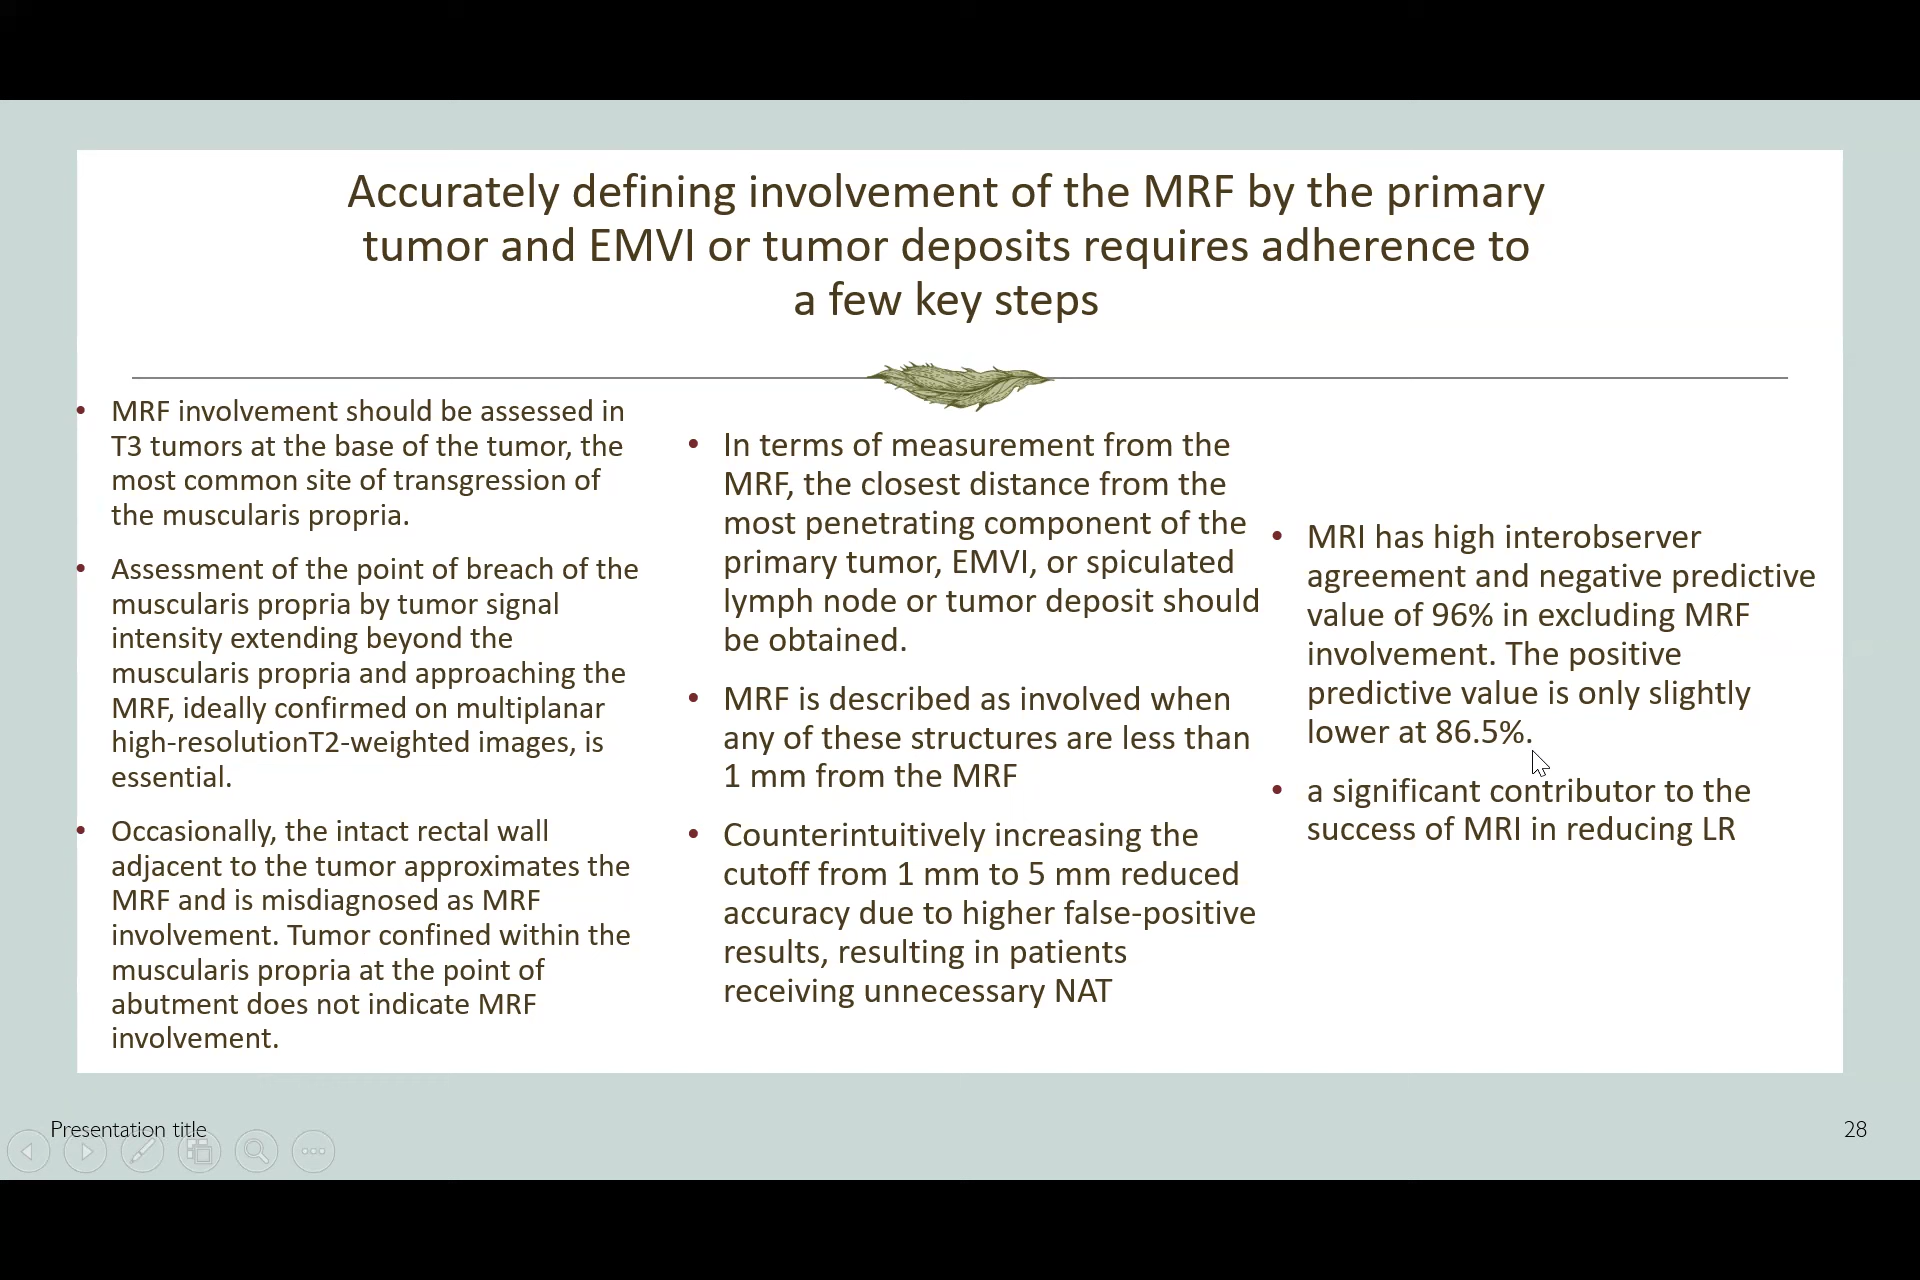 Accurately defining involvement of the MRF by the primary
tumor and EMVI or tumor deposits requires adherence to
a few key steps
• MRF involvement should be assessed in
T3 tumors at the base of the tumor, the
most common site of transgression of
the muscularis propria.
• Assessment of the point of breach of the
muscularis propria by tumor signal
intensity extending beyond the
muscularis propria and approaching the
MRF, ideally confirmed on multiplanar
high-resolutionT2-weighted images, is
essential.
• Occasionally, the intact rectal wall
adjacent to the tumor approximates the
MRF and is misdiagnosed as MRF
involvement. Tumor confined within the
muscularis propria at the point of
abutment does not indicate MRF
involvement.
• In terms of measurement from the
MRF, the closest distance from the
most penetrating component of the
primary tumor, EMVI, or spiculated
lymph node or tumor deposit should
be obtained.
• MRF is described as involved when
any of these structures are less than
1 mm from the MRF
• Counterintuitively increasing the
cutoff from 1 mm to 5 mm reduced
accuracy due to higher false-positive
results, resulting in patients
receiving unnecessary NAT
• MRI has high interobserver
agreement and negative predictive
value of 96% in excluding MRF
involvement. The positive
predictive value is only slightly
lower at 86.5%.
• a significant contributor to the
success of MRI in reducing LR
Presentation title
28